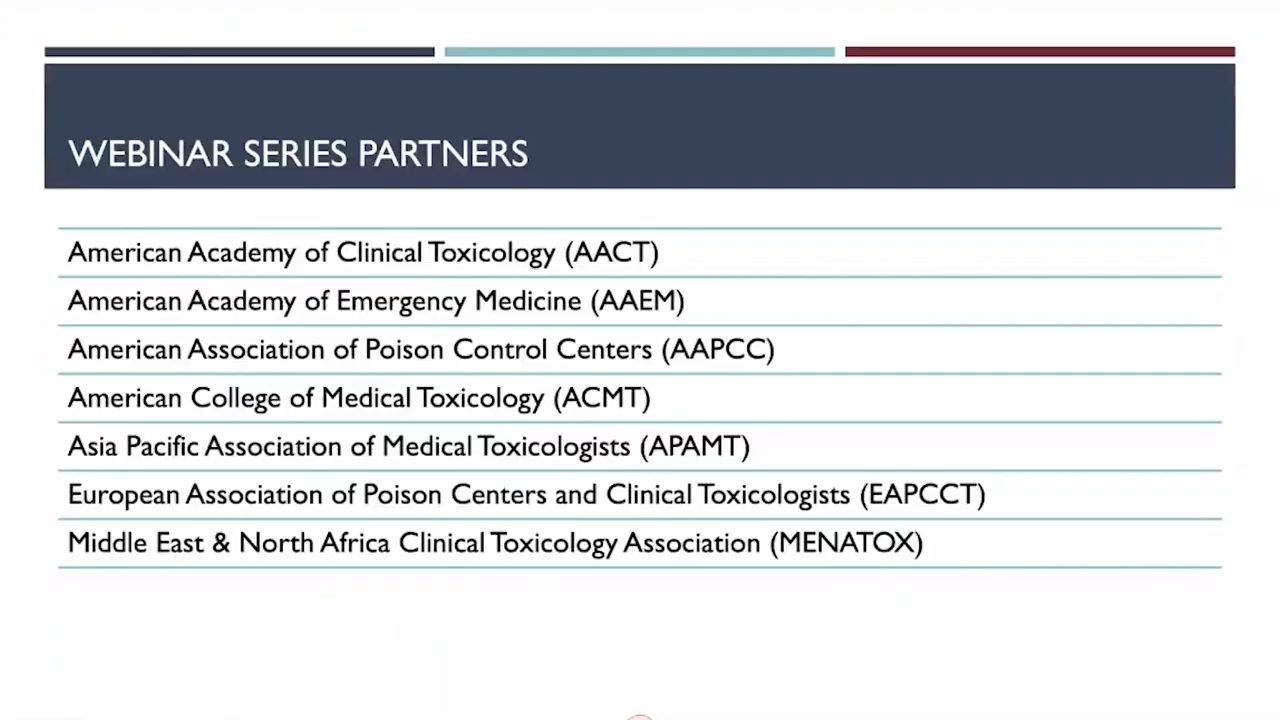 WEBINAR SERIES PARTNERS
American Academy of Clinical Toxicology (AACT)
American Academy of Emergency Medicine (AAEM)
American Association of Poison Control Centers (AAPCC)
American College of Medical Toxicology (ACMT)
Asia Pacific Association of Medical Toxicologists (APAMT)
European Association of Poison Centers and Clinical Toxicologists (EAPCCT)
Middle East & North Africa Clinical Toxicology Association (MENATOX)